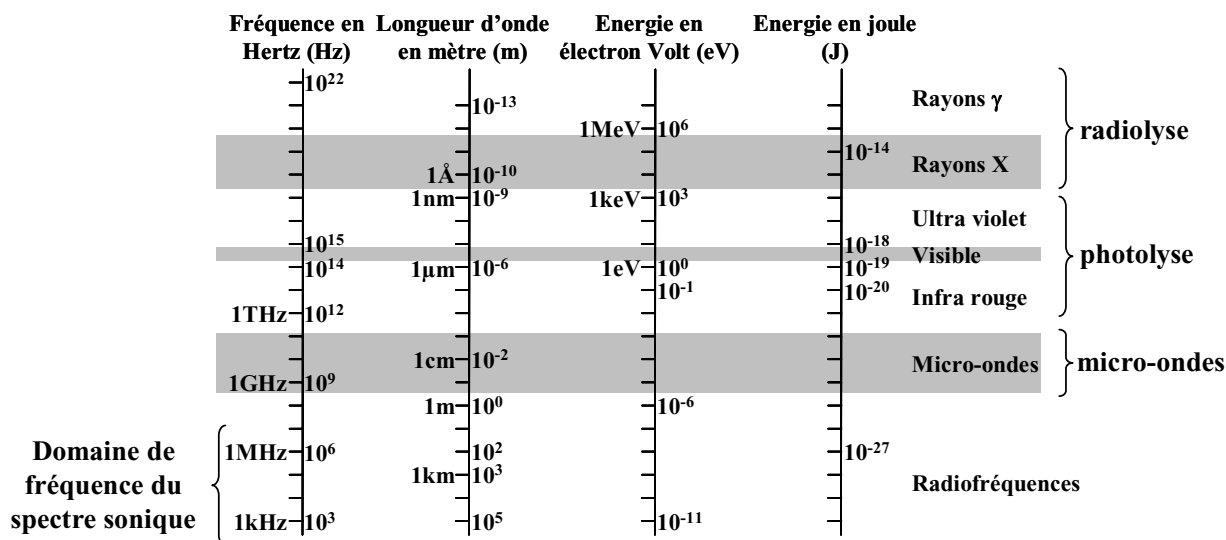 Fréquence en Hertz (Hz)
Longueur d’onde en mètre (m)
Energie en électron Volt (eV)
Energie en joule (J)
10²²
10⁻¹³
Rayons γ
1MeV 10⁶
radiolyse
10⁻¹⁴
1Å 10⁻¹⁰
Rayons X
1nm 10⁻⁹
1keV 10³
Ultra violet
10¹⁵
10⁻¹⁸
Visible
photolyse
10¹⁴
1µm 10⁻⁶
1eV 10⁰
10⁻¹⁹
10⁻¹
10⁻²⁰
Infra rouge
1THz 10¹²
1cm 10⁻²
Micro-ondes
micro-ondes
1GHz 10⁹
1m 10⁰
10⁻⁶
Domaine de
fréquence du
spectre sonique
1MHz 10⁶
10²
10⁻²⁷
1km 10³
Radiofréquences
1kHz 10³
10⁵
10⁻¹¹